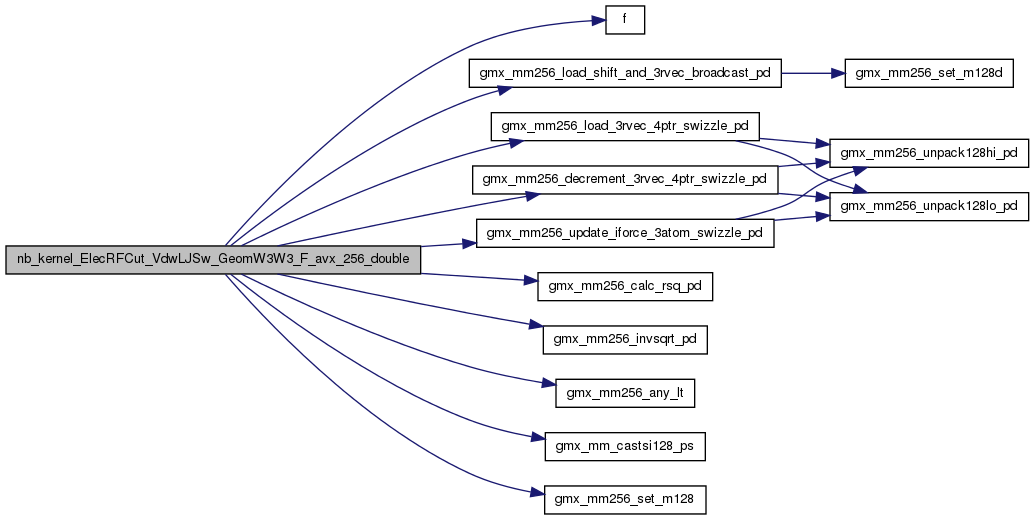 f
gmx_mm256_load_shift_and_3rvec_broadcast_pd
gmx_mm256_set_m128d
gmx_mm256_load_3rvec_4ptr_swizzle_pd
gmx_mm256_unpack128hi_pd
gmx_mm256_decrement_3rvec_4ptr_swizzle_pd
gmx_mm256_unpack128lo_pd
gmx_mm256_update_iforce_3atom_swizzle_pd
nb_kernel_ElecRFCut_VdwLJSw_GeomW3W3_F_avx_256_double
gmx_mm256_calc_rsq_pd
gmx_mm256_invsqrt_pd
gmx_mm256_any_lt
gmx_mm_castsi128_ps
gmx_mm256_set_m128